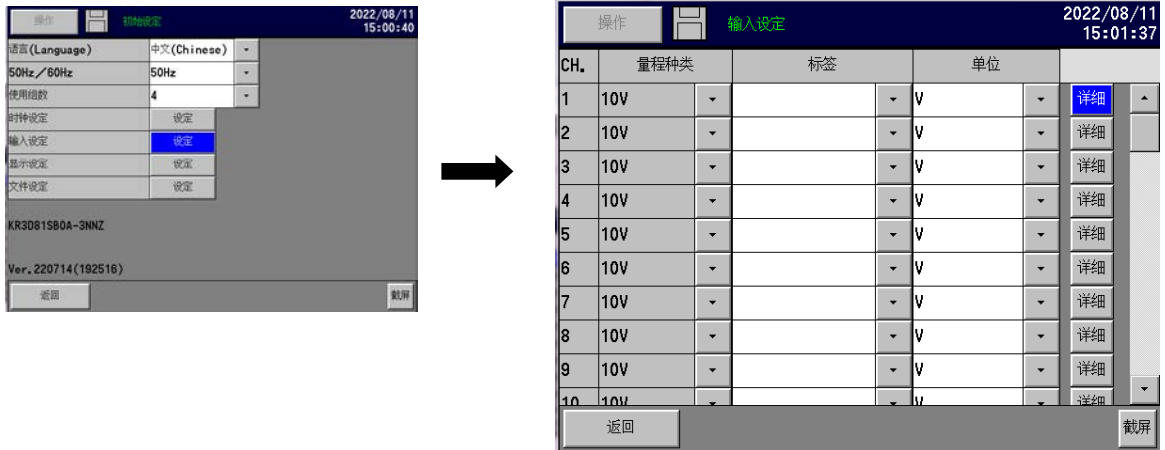 操作 初始设定 2022/08/11
15:00:40
语言(Language) 中文(Chinese)
50Hz／60Hz 50Hz
使用组数 4
时钟设定 设定
输入设定 设定
显示设定 设定
文件设定 设定
KR3D81SB0A-3NNZ
Ver.220714(192516)
返回 截屏
操作 输入设定 2022/08/11
15:01:37
CH. 量程种类 标签 单位
1 10V V 详细
2 10V V 详细
3 10V V 详细
4 10V V 详细
5 10V V 详细
6 10V V 详细
7 10V V 详细
8 10V V 详细
9 10V V 详细
10 10V V 详细
返回 截屏